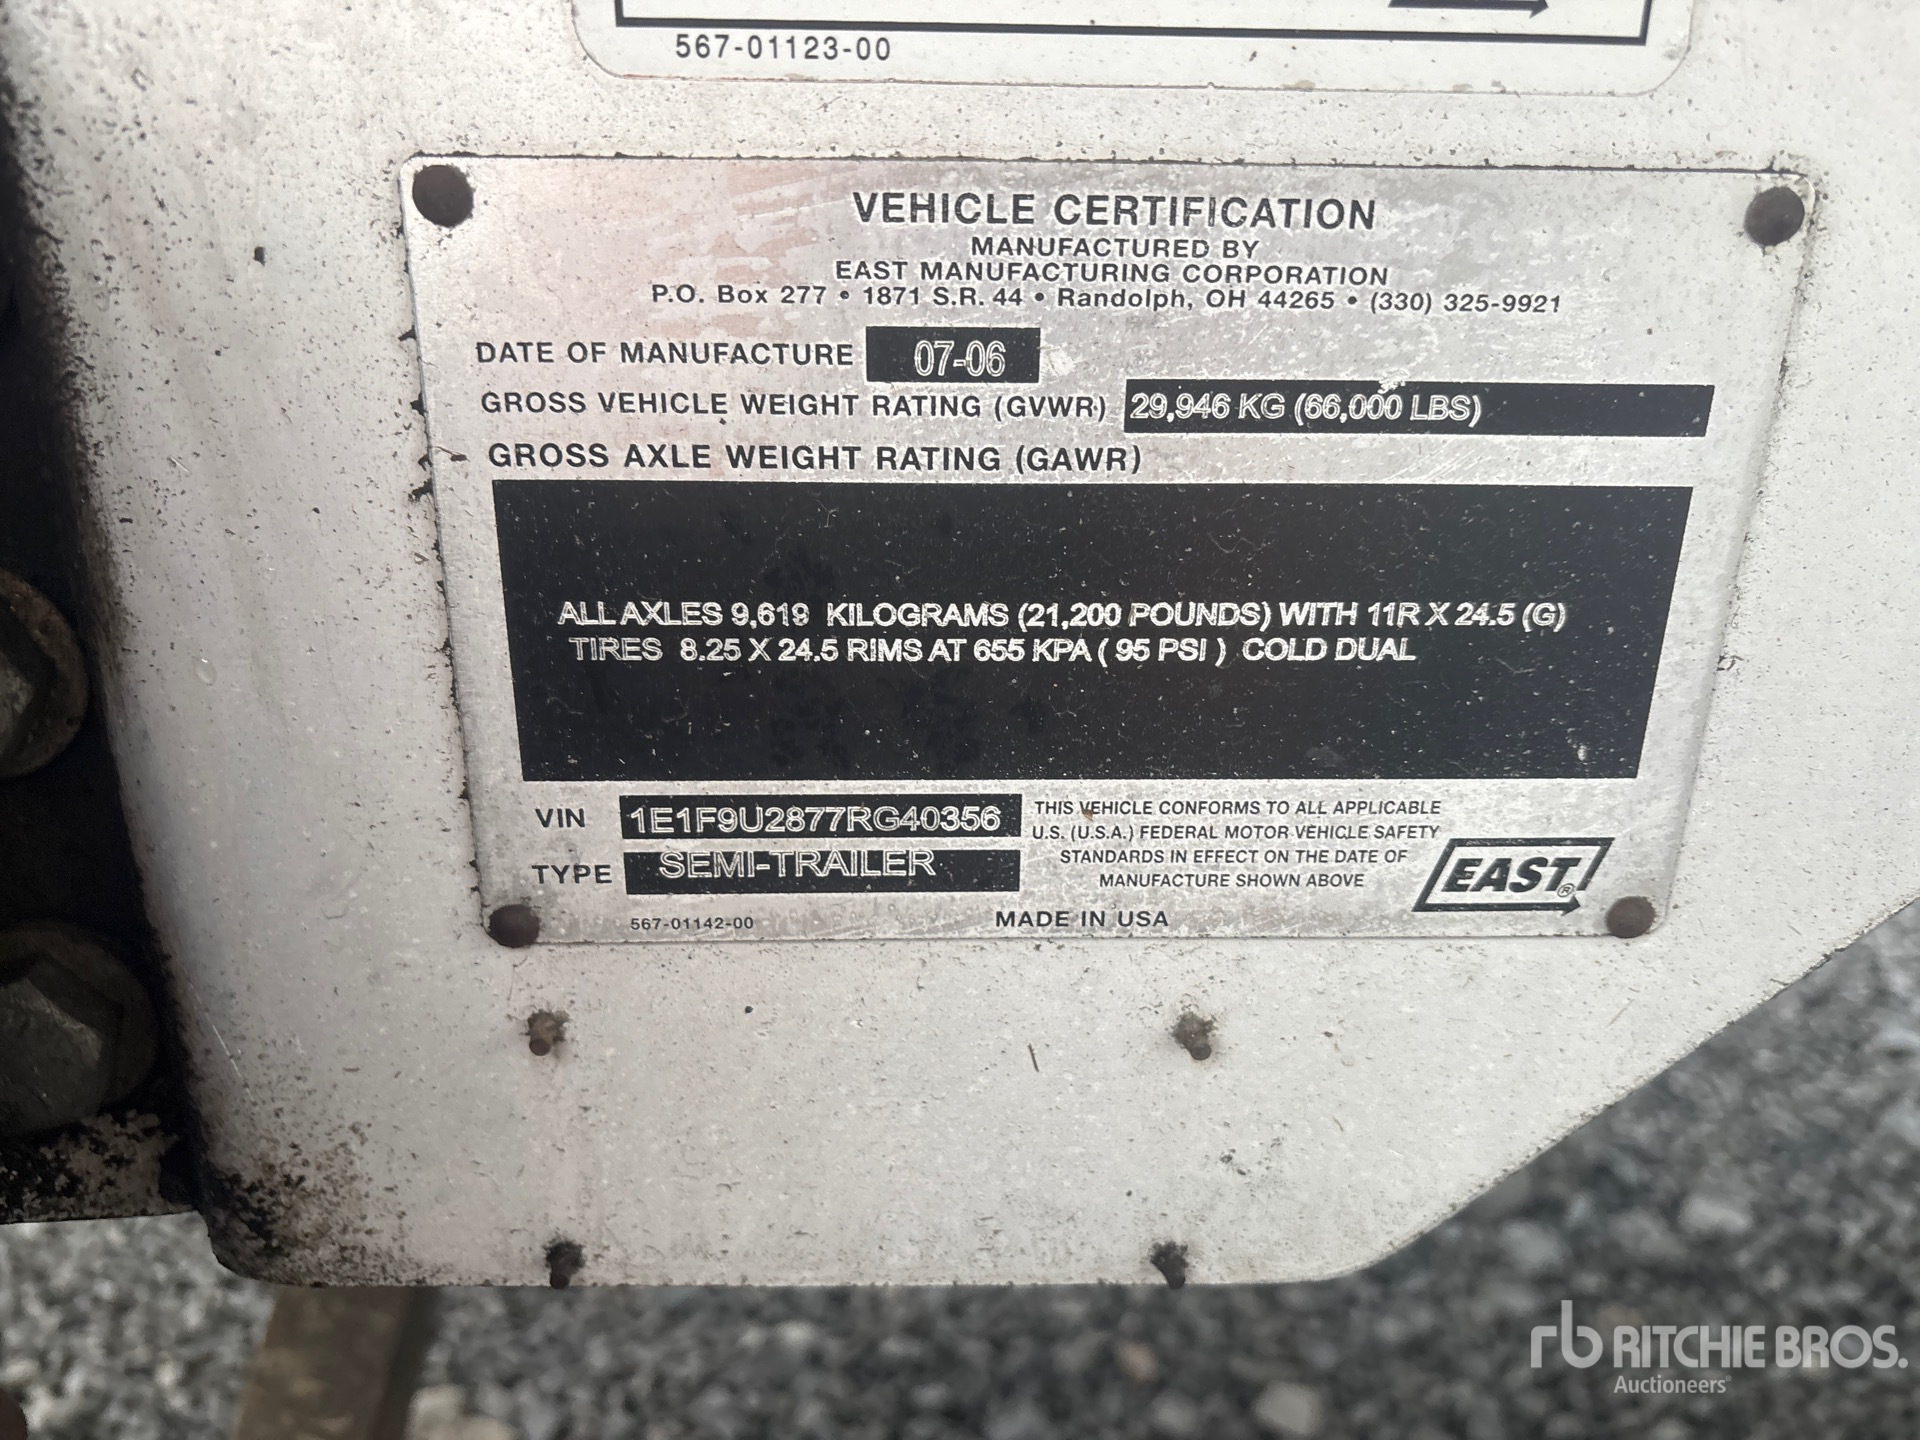 567-01123-00
VEHICLE CERTIFICATION
MANUFACTURED BY
EAST MANUFACTURING CORPORATION
P.O. Box 277 • 1871 S.R. 44 • Randolph, OH 44265 • (330) 325-9921
DATE OF MANUFACTURE 07-06
GROSS VEHICLE WEIGHT RATING (GVWR) 29,946 KG (66,000 LBS)
GROSS AXLE WEIGHT RATING (GAWR)
ALL AXLES 9,619 KILOGRAMS (21,200 POUNDS) WITH 11R X 24.5 (G)
TIRES 8.25 X 24.5 RIMS AT 655 KPA ( 95 PSI ) COLD DUAL
VIN 1E1F9U2877RG40356
TYPE SEMI-TRAILER
THIS VEHICLE CONFORMS TO ALL APPLICABLE
U.S. (U.S.A.) FEDERAL MOTOR VEHICLE SAFETY
STANDARDS IN EFFECT ON THE DATE OF
MANUFACTURE SHOWN ABOVE
EAST®
567-01142-00
MADE IN USA
rb RITCHIE BROS.
Auctioneers